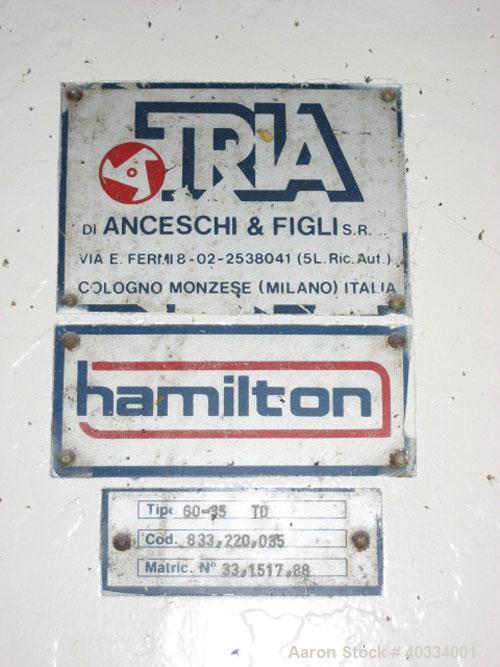 TRIA
DI ANCESCHI & FIGLI S.R.
VIA E. FERMI 8 - 02 - 2538041 (5L. Ric. Aut.)
COLOGNO MONZESE (MILANO) ITALIA
hamilton
Tipo 60-35 TD
Cod. 833,220,035
Matric. N° 33,1517,88
Aaron Stock # 40334001